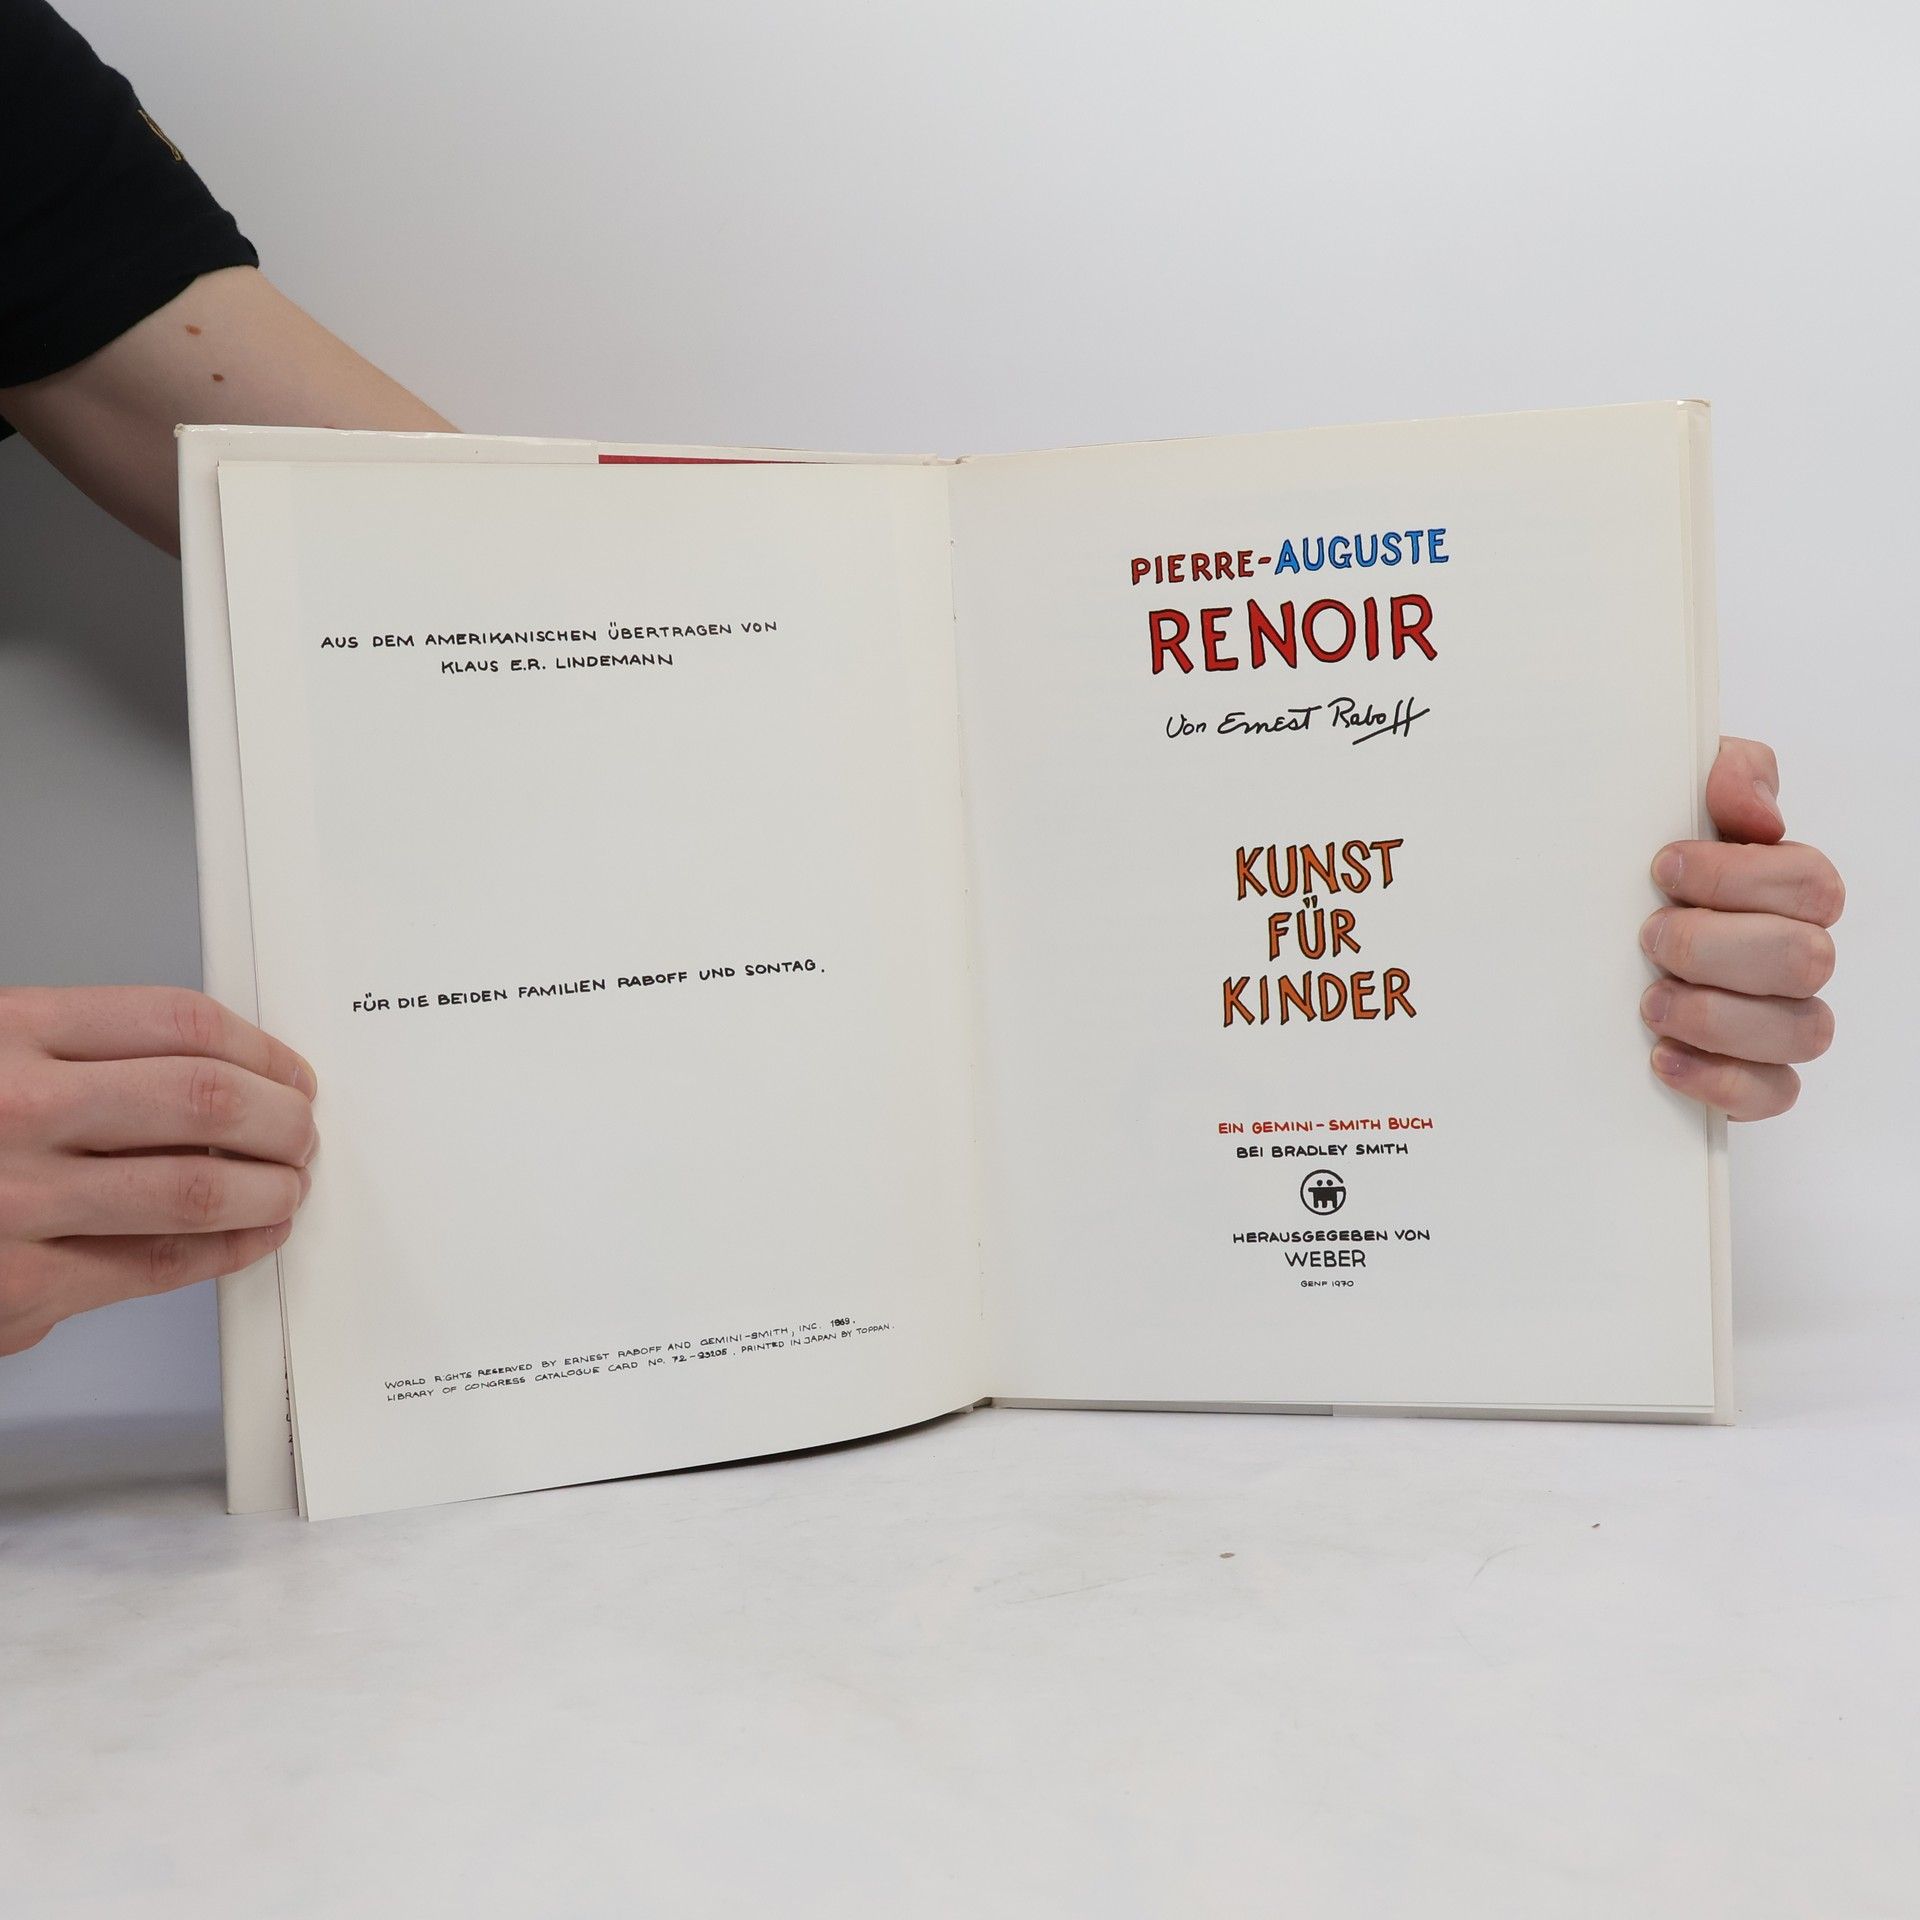 AUS DEM AMERIKANISCHEN ÜBERTRAGEN VON
KLAUS E.R. LINDEMANN
FÜR DIE BEIDEN FAMILIEN RABOFF UND SONTAG.
WORLD RIGHTS RESERVED BY ERNEST RABOFF AND GEMINI-SMITH, INC. 1969.
LIBRARY OF CONGRESS CATALOGUE CARD NO. 72-93205. PRINTED IN JAPAN BY TOPPAN.
PIERRE-AUGUSTE
RENOIR
Von Ernest Raboff
KUNST
FÜR
KINDER
EIN GEMINI-SMITH BUCH
BEI BRADLEY SMITH
HERAUSGEGEBEN VON
WEBER
GENF 1970